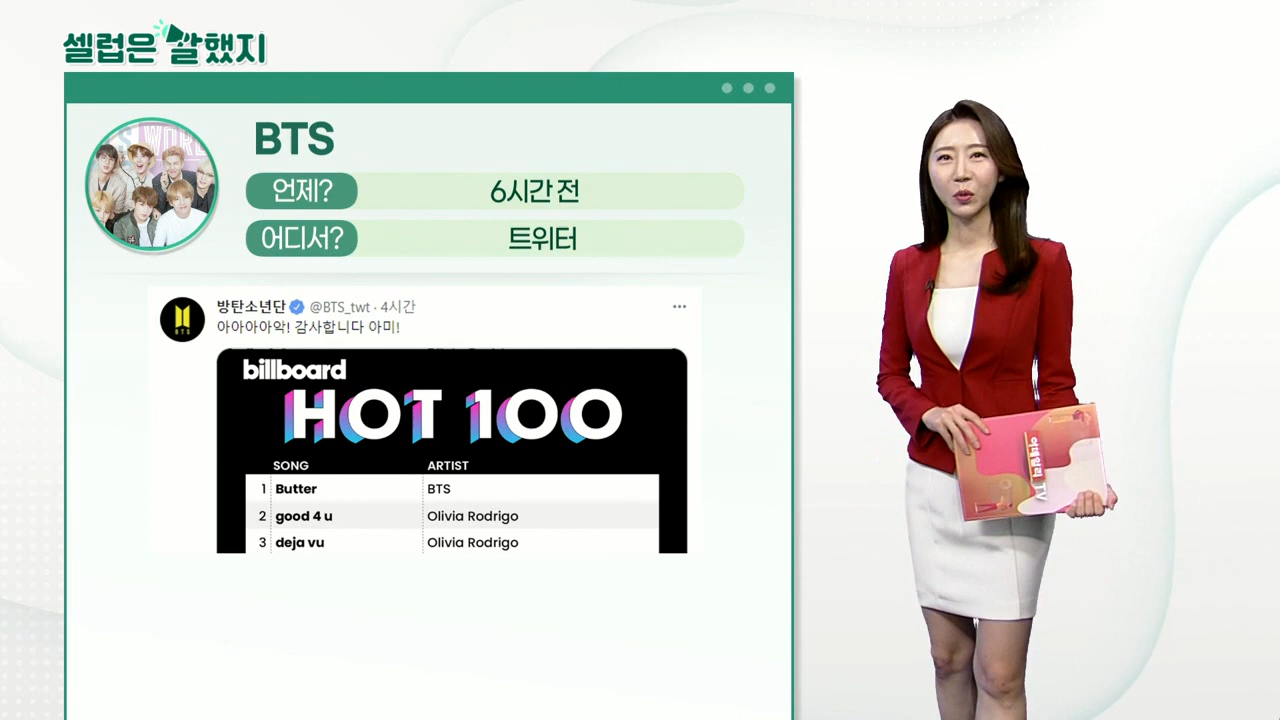 셀럽은 말했지
BTS
언제? 6시간 전
어디서? 트위터
방탄소년단 @BTS_twt · 4시간
아아아아악! 감사합니다 아미!
BTS
billboard
HOT 100
SONG ARTIST
1 Butter BTS
2 good 4 u Olivia Rodrigo
3 deja vu Olivia Rodrigo
TV